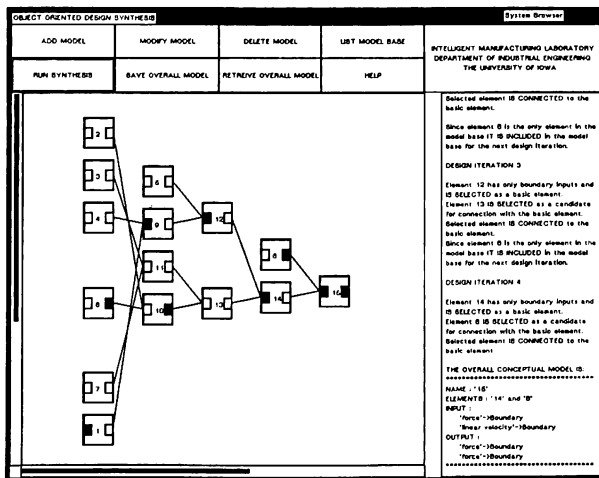 OBJECT ORIENTED DESIGN SYNTHESIS
System Browser
ADD MODEL
MODIFY MODEL
DELETE MODEL
LIST MODEL BASE
RUN SYNTHESIS
SAVE OVERALL MODEL
RETREIVE OVERALL MODEL
HELP
INTELLIGENT MANUFACTURING LABORATORY
DEPARTMENT OF INDUSTRIAL ENGINEERING
THE UNIVERSITY OF IOWA
2
3
4
7
1
9
11
10
12
13
14
15
Selected element IS CONNECTED to the
basic element.
Since element 8 is the only element in the
model base IT IS INCLUDED in the model
base for the next design iteration.
DESIGN ITERATION 3
Element 12 has only boundary inputs and
IS SELECTED as a basic element.
Element 13 IS SELECTED as a candidate
for connection with the basic element.
Selected element IS CONNECTED to the
basic element.
Since element 8 is the only element in the
model base IT IS INCLUDED in the model
base for the next design iteration.
DESIGN ITERATION 4
Element 14 has only boundary inputs and
IS SELECTED as a basic element.
Element 8 IS SELECTED as a candidate
for connection with the basic element.
Selected element IS CONNECTED to the
basic element
THE OVERALL CONCEPTUAL MODEL IS:
NAME : '15'
ELEMENTS : '14' and '8'
INPUT :
'force'->Boundary
'linear velocity'->Boundary
OUTPUT :
'force'->Boundary
'force'->Boundary